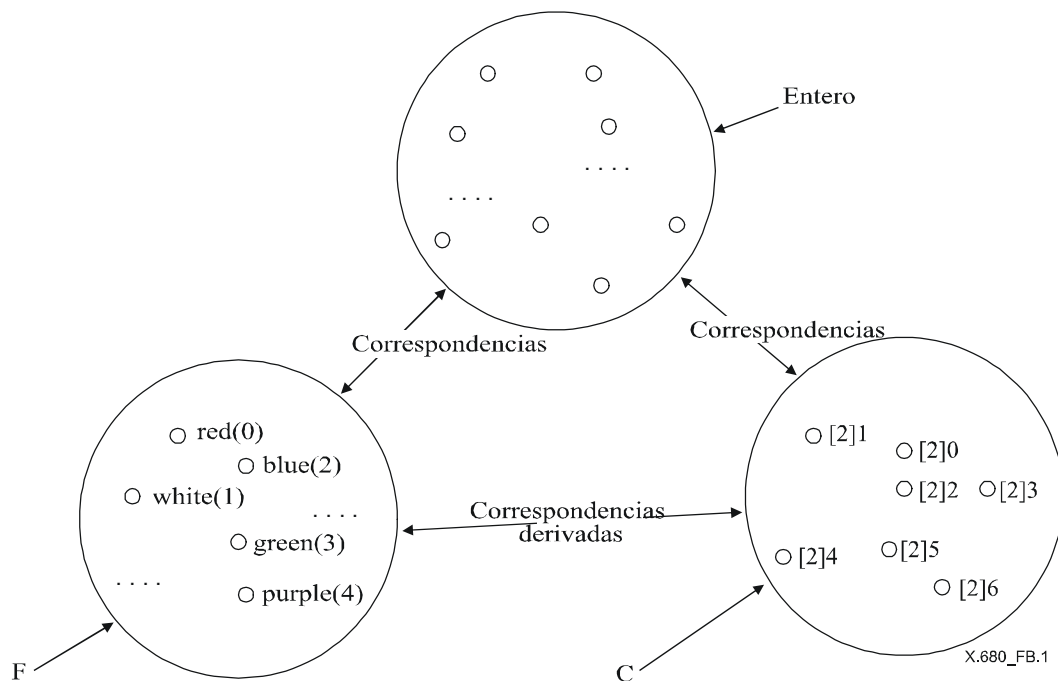 Entero
. . . .
. . . .
Correspondencias
Correspondencias
red(0)
blue(2)
white(1)
. . . .
green(3)
. . . .
purple(4)
Correspondencias
derivadas
[2]1
[2]0
[2]2
[2]3
[2]4
[2]5
[2]6
F
C
X.680_FB.1